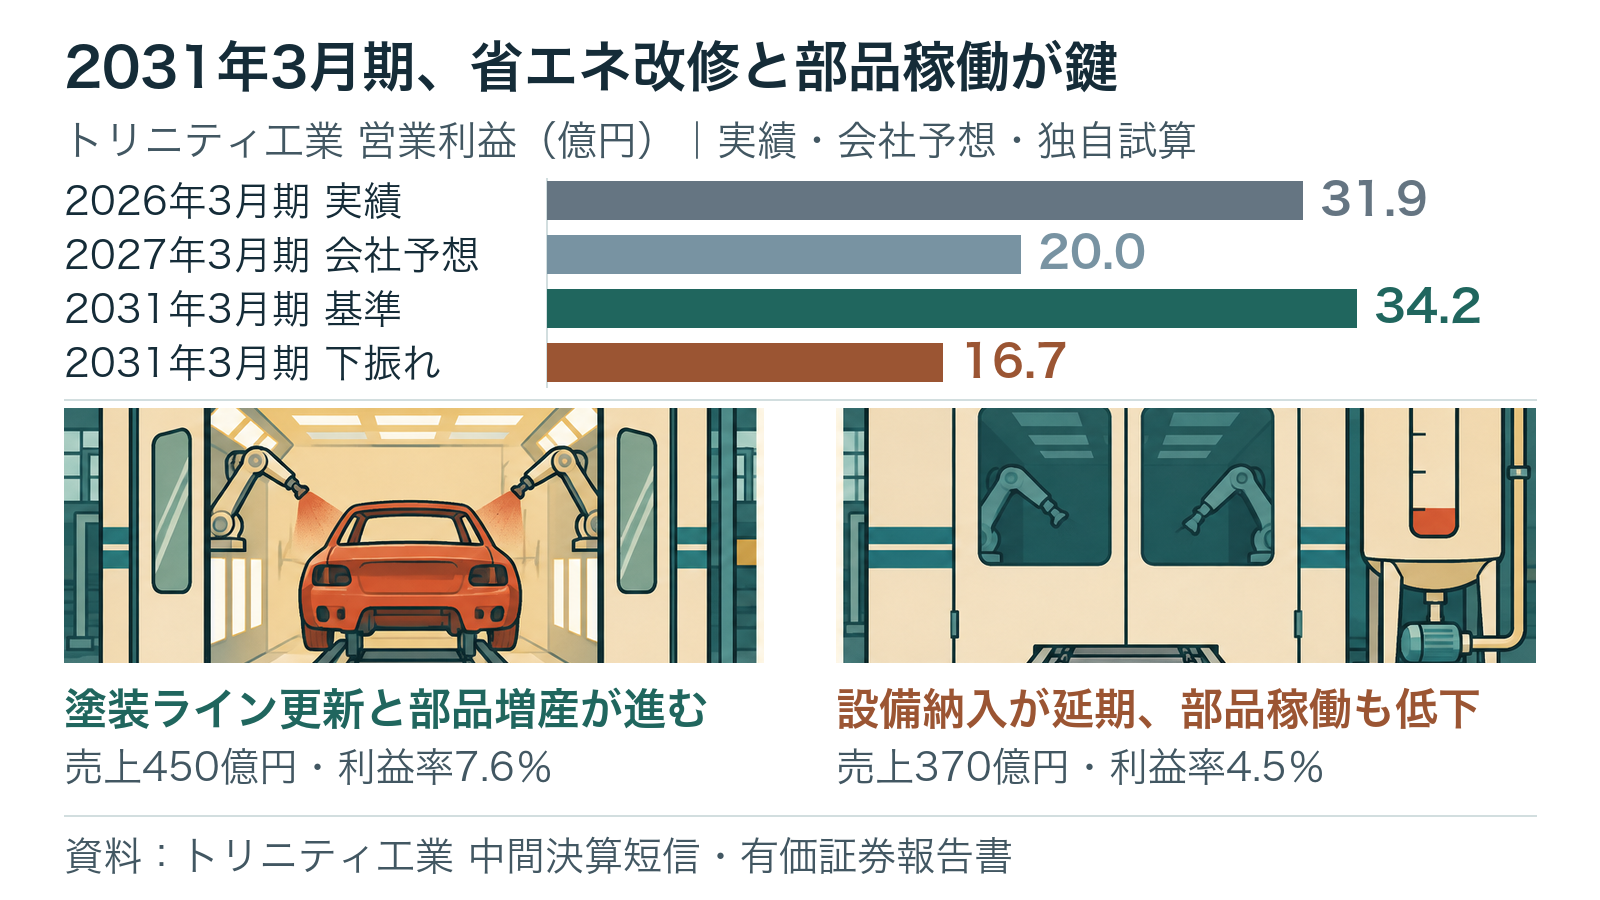 2031年3月期、省エネ改修と部品稼働が鍵
トリニティ工業 営業利益（億円）｜実績・会社予想・独自試算
2026年3月期 実績 31.9
2027年3月期 会社予想 20.0
2031年3月期 基準 34.2
2031年3月期 下振れ 16.7
塗装ライン更新と部品増産が進む
売上450億円・利益率7.6%
設備納入が延期、部品稼働も低下
売上370億円・利益率4.5%
資料：トリニティ工業 中間決算短信・有価証券報告書